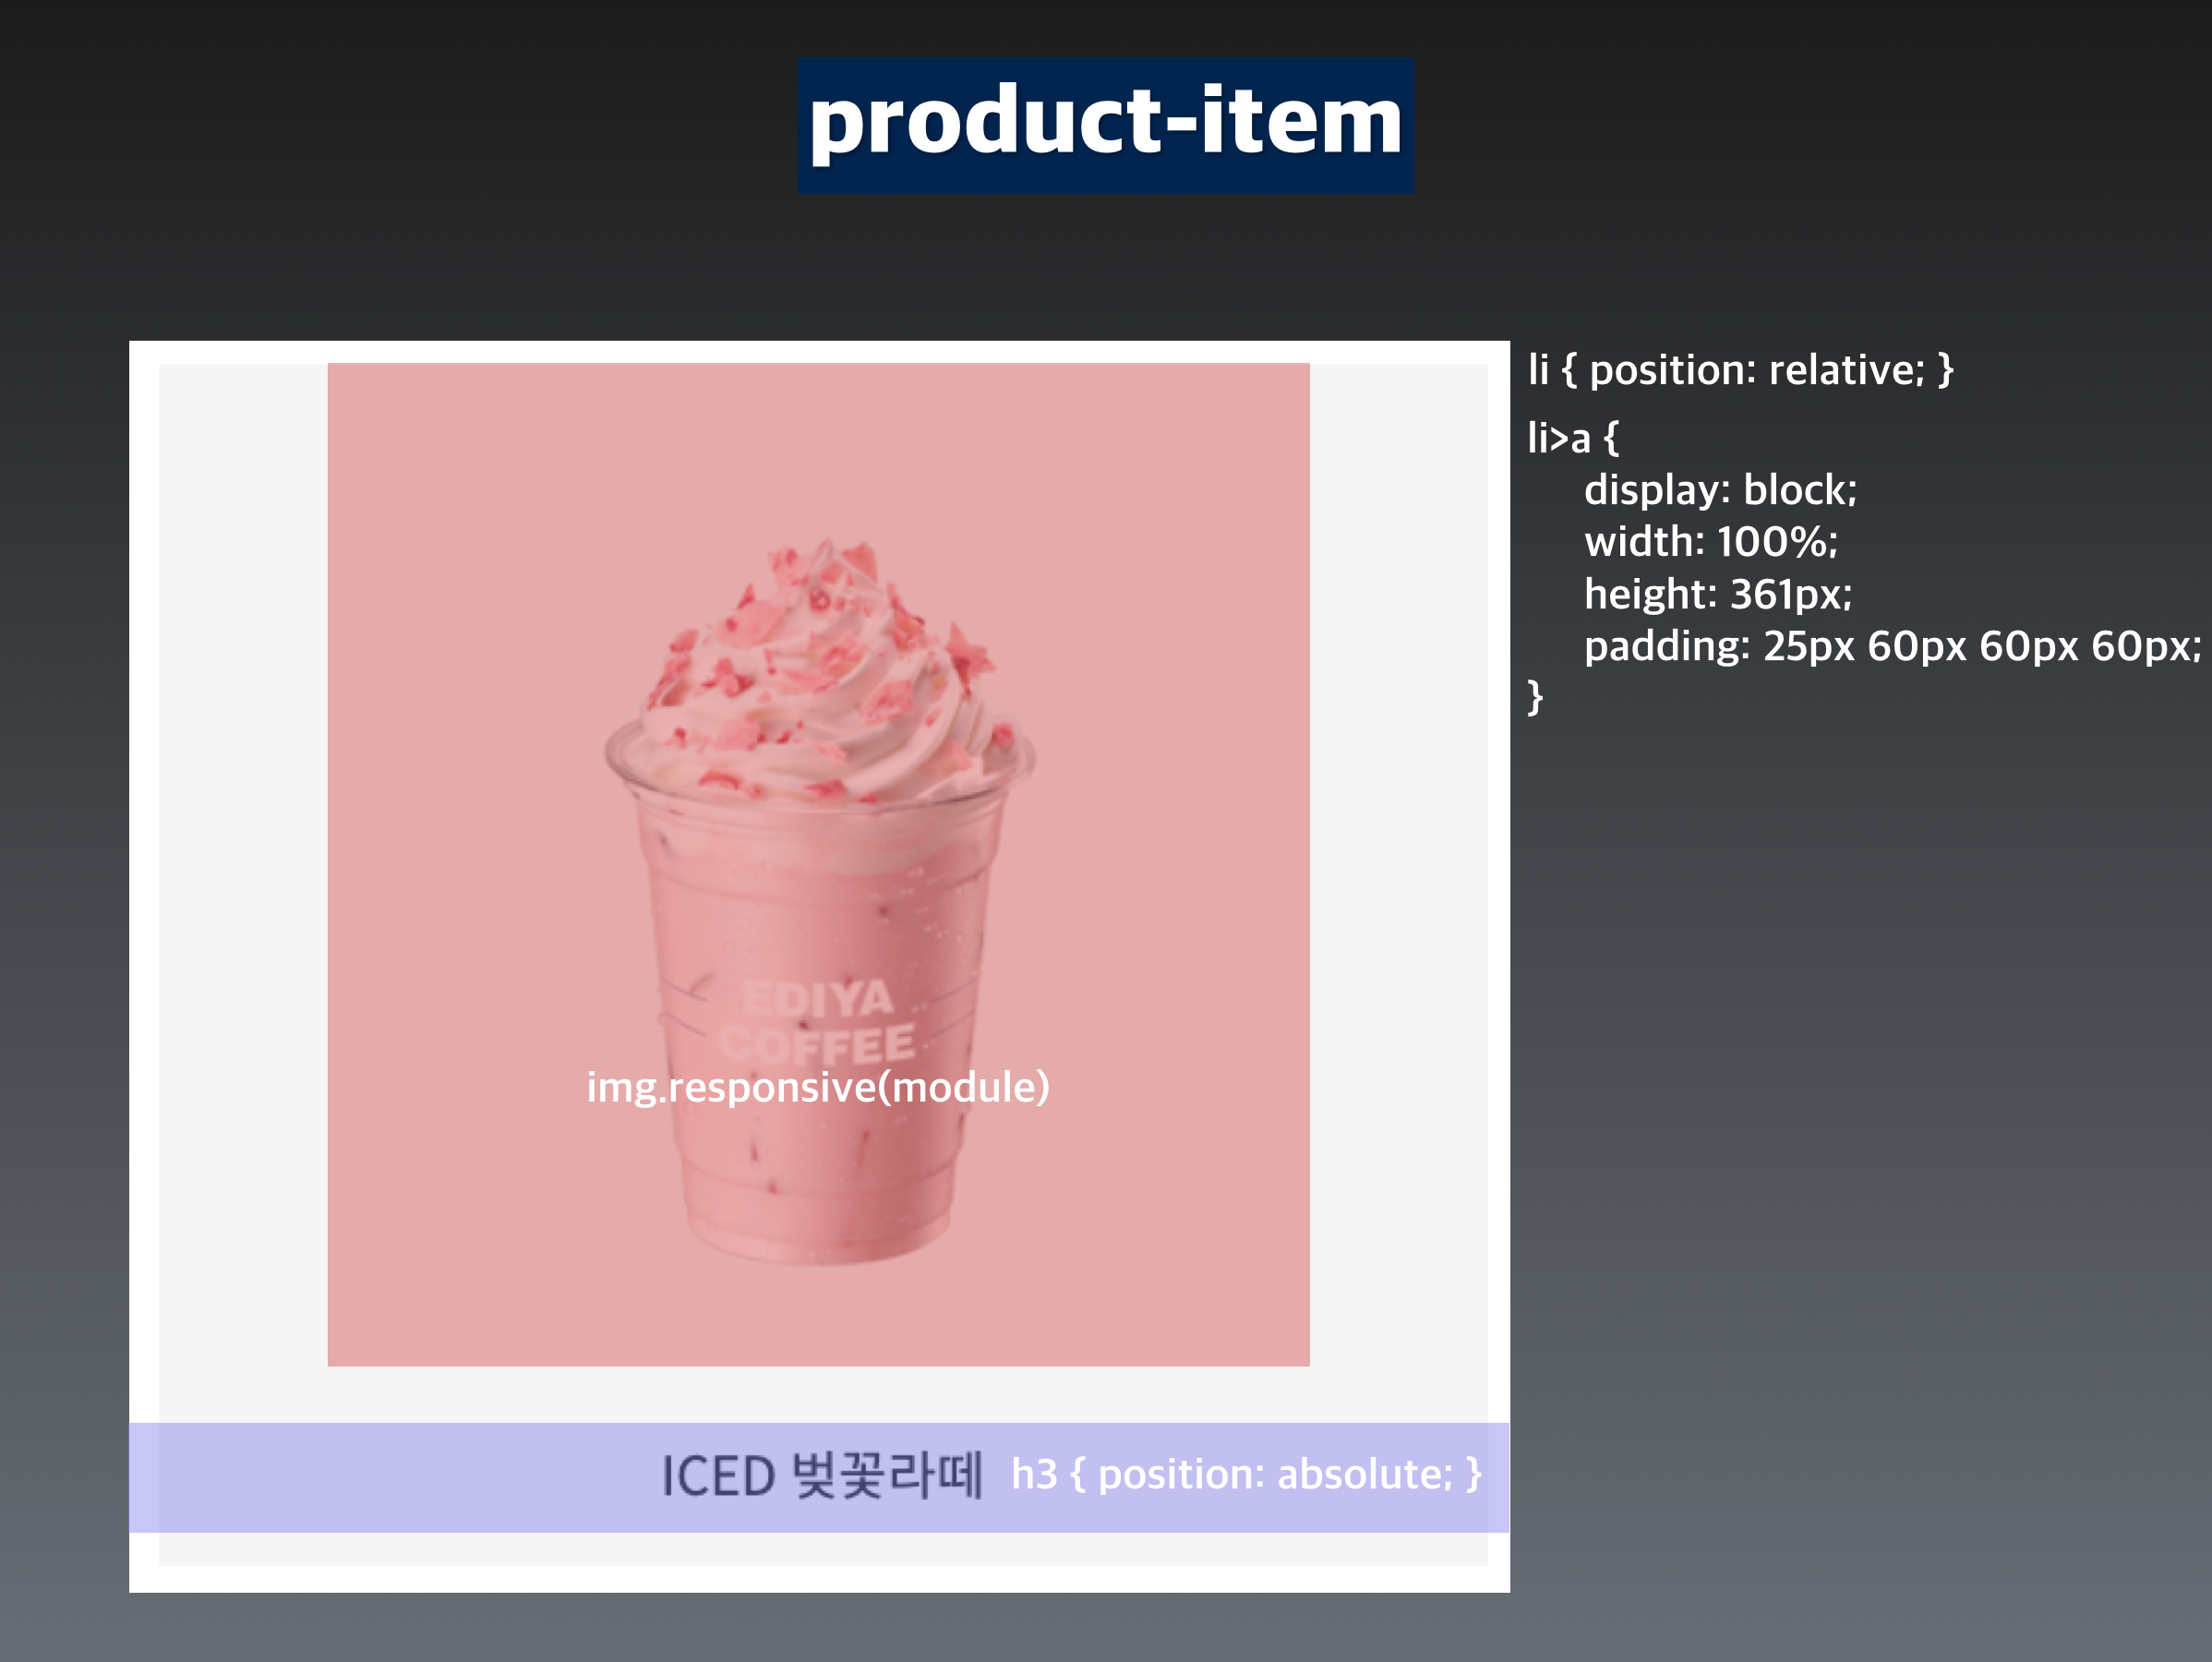 product-item
li { position: relative; }
li>a {
display: block;
width: 100%;
height: 361px;
padding: 25px 60px 60px 60px;
}
EDIYA
COFFEE
img.responsive(module)
ICED 벚꽃라떼 h3 { position: absolute; }